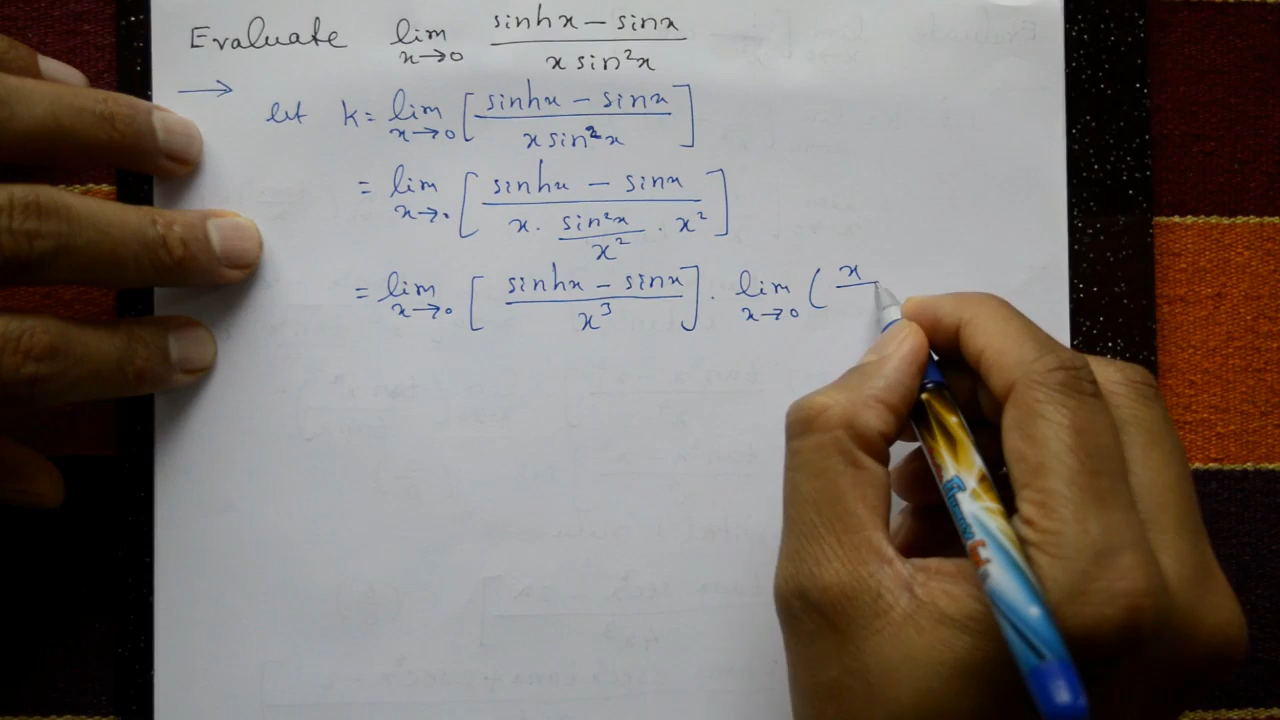 Evaluate lim x→0 (sinhx − sinx)/(x sin²x)
→ let k = lim x→0 [(sinhx − sinx)/(x sin²x)]
= lim x→0 [(sinhx − sinx)/(x · (sin²x/x²) · x²)]
= lim x→0 [(sinhx − sinx)/x³] · lim x→0 (x/